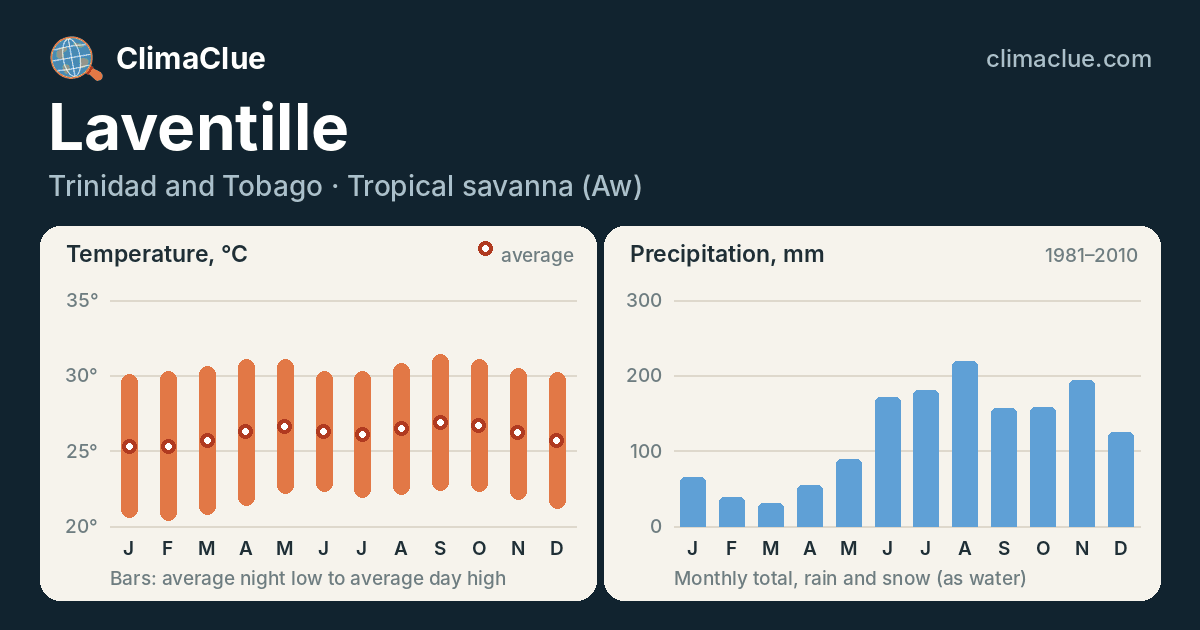 ClimaClue
climaclue.com
Laventille
Trinidad and Tobago · Tropical savanna (Aw)
Temperature, °C
average
35°
30°
25°
20°
J F M A M J J A S O N D
Bars: average night low to average day high
Precipitation, mm
1981–2010
300
200
100
0
J F M A M J J A S O N D
Monthly total, rain and snow (as water)